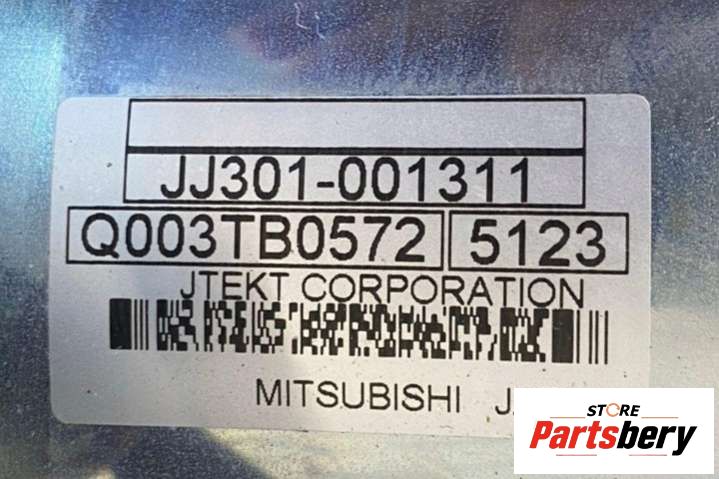 JJ301-001311
Q003TB0572 5123
JTEKT CORPORATION
MITSUBISHI
STORE
Partsbery